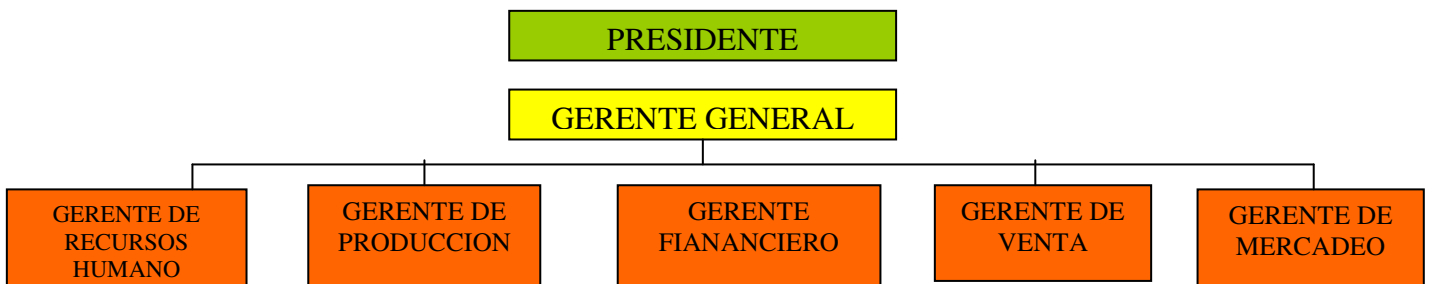 PRESIDENTE
GERENTE GENERAL
GERENTE DE
RECURSOS
HUMANO
GERENTE DE
PRODUCCION
GERENTE
FIANANCIERO
GERENTE DE
VENTA
GERENTE DE
MERCADEO